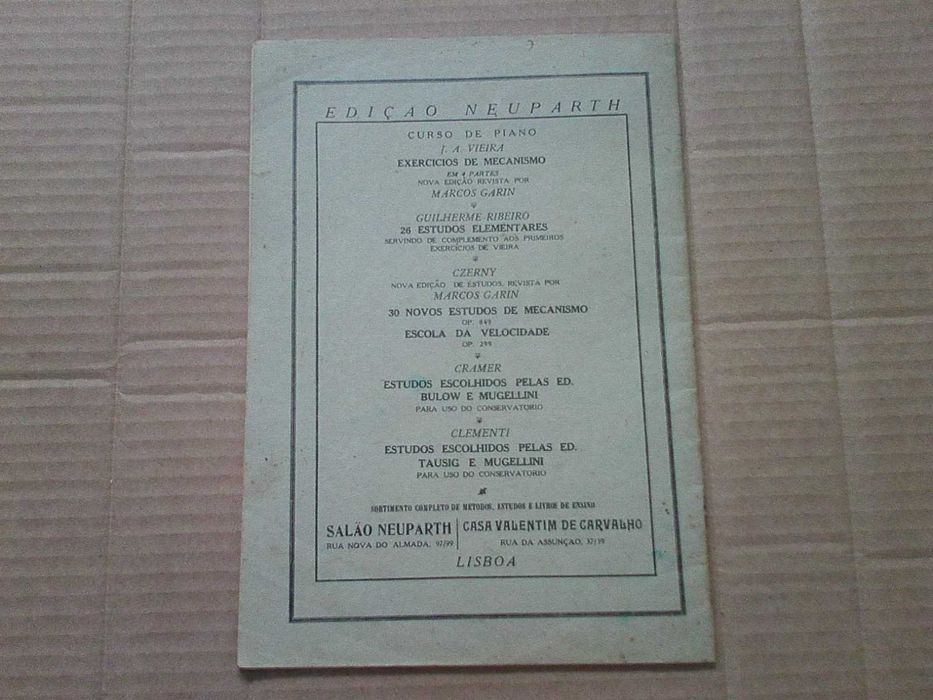 EDIÇAO NEUPARTH
CURSO DE PIANO
J. A. VIEIRA
EXERCICIOS DE MECANISMO
EM 4 PARTES
NOVA EDIÇÃO REVISTA POR
MARCOS GARIN
GUILHERME RIBEIRO
26 ESTUDOS ELEMENTARES
SERVINDO DE COMPLEMENTO AOS PRIMEIROS
EXERCICIOS DE VIEIRA
CZERNY
NOVA EDIÇÃO DE ESTUDOS, REVISTA POR
MARCOS GARIN
30 NOVOS ESTUDOS DE MECANISMO
OP. 849
ESCOLA DA VELOCIDADE
OP. 299
CRAMER
ESTUDOS ESCOLHIDOS PELAS ED.
BULOW E MUGELLINI
PARA USO DO CONSERVATORIO
CLEMENTI
ESTUDOS ESCOLHIDOS PELAS ED.
TAUSIG E MUGELLINI
PARA USO DO CONSERVATORIO
SORTIMENTO COMPLETO DE METODOS, ESTUDOS E LIVROS DE ENSINO
SALÃO NEUPARTH
RUA NOVA DO ALMADA, 97/99
CASA VALENTIM DE CARVALHO
RUA DA ASSUNÇAO, 37/39
LISBOA